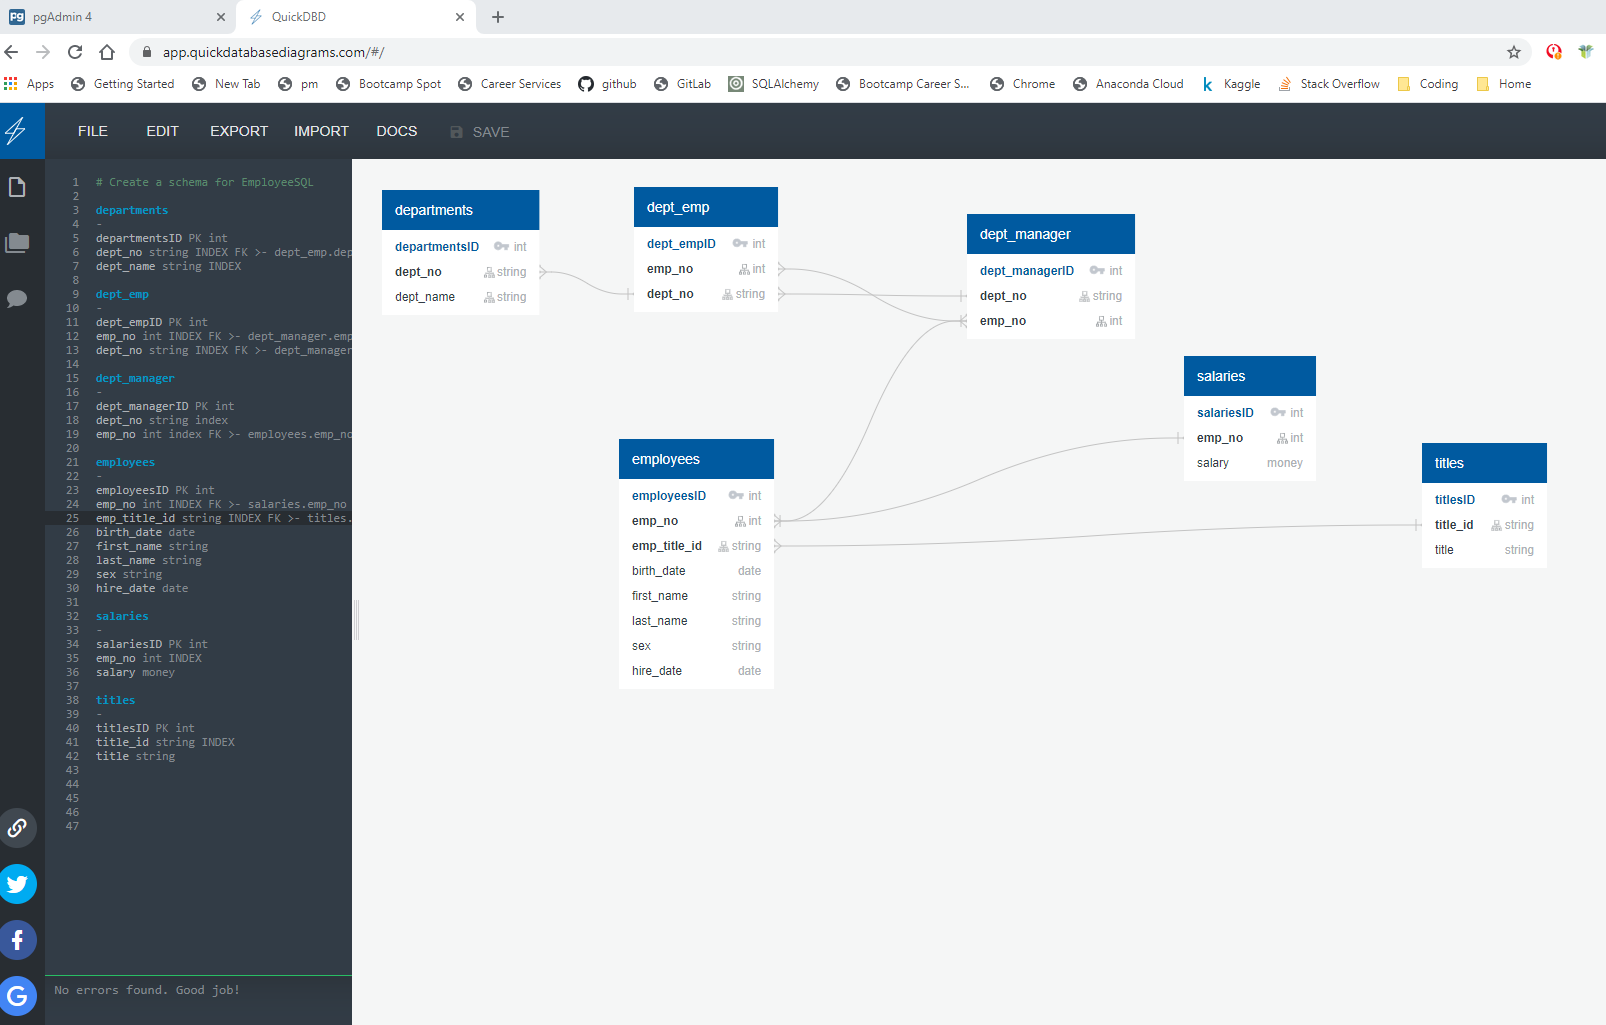 pgAdmin 4
QuickDBD
app.quickdatabasediagrams.com/#/
Apps Getting Started New Tab pm Bootcamp Spot Career Services github GitLab SQLAlchemy Bootcamp Career S... Chrome Anaconda Cloud Kaggle Stack Overflow Coding Home
FILE EDIT EXPORT IMPORT DOCS SAVE
1 # Create a schema for EmployeeSQL
2
3 departments
4 -
5 departmentsID PK int
6 dept_no string INDEX FK >- dept_emp.dep
7 dept_name string INDEX
8
9 dept_emp
10 -
11 dept_empID PK int
12 emp_no int INDEX FK >- dept_manager.emp
13 dept_no string INDEX FK >- dept_manager
14
15 dept_manager
16 -
17 dept_managerID PK int
18 dept_no string index
19 emp_no int index FK >- employees.emp_no
20
21 employees
22 -
23 employeesID PK int
24 emp_no int INDEX FK >- salaries.emp_no
25 emp_title_id string INDEX FK >- titles.
26 birth_date date
27 first_name string
28 last_name string
29 sex string
30 hire_date date
31
32 salaries
33 -
34 salariesID PK int
35 emp_no int INDEX
36 salary money
37
38 titles
39 -
40 titlesID PK int
41 title_id string INDEX
42 title string
43
44
45
46
47
No errors found. Good job!
departments
departmentsID int
dept_no string
dept_name string
dept_emp
dept_empID int
emp_no int
dept_no string
dept_manager
dept_managerID int
dept_no string
emp_no int
salaries
salariesID int
emp_no int
salary money
employees
employeesID int
emp_no int
emp_title_id string
birth_date date
first_name string
last_name string
sex string
hire_date date
titles
titlesID int
title_id string
title string